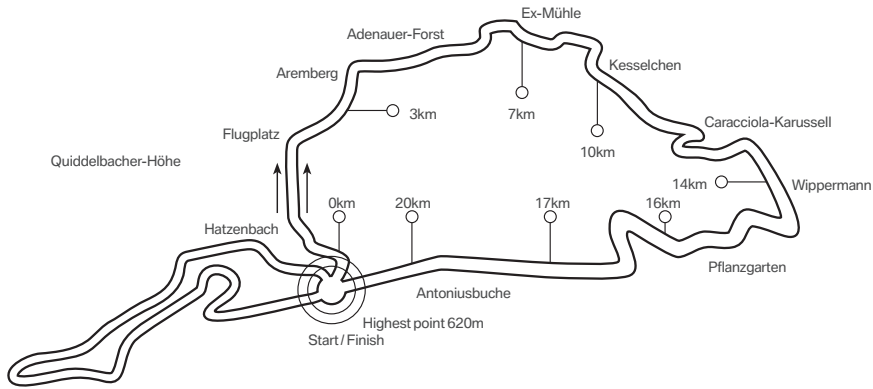 Ex-Mühle
Adenauer-Forst
Kesselchen
Aremberg
3km
7km
Caracciola-Karussell
Flugplatz
10km
Quiddelbacher-Höhe
14km
Wippermann
0km
20km
17km
16km
Hatzenbach
Pflanzgarten
Antoniusbuche
Highest point 620m
Start / Finish